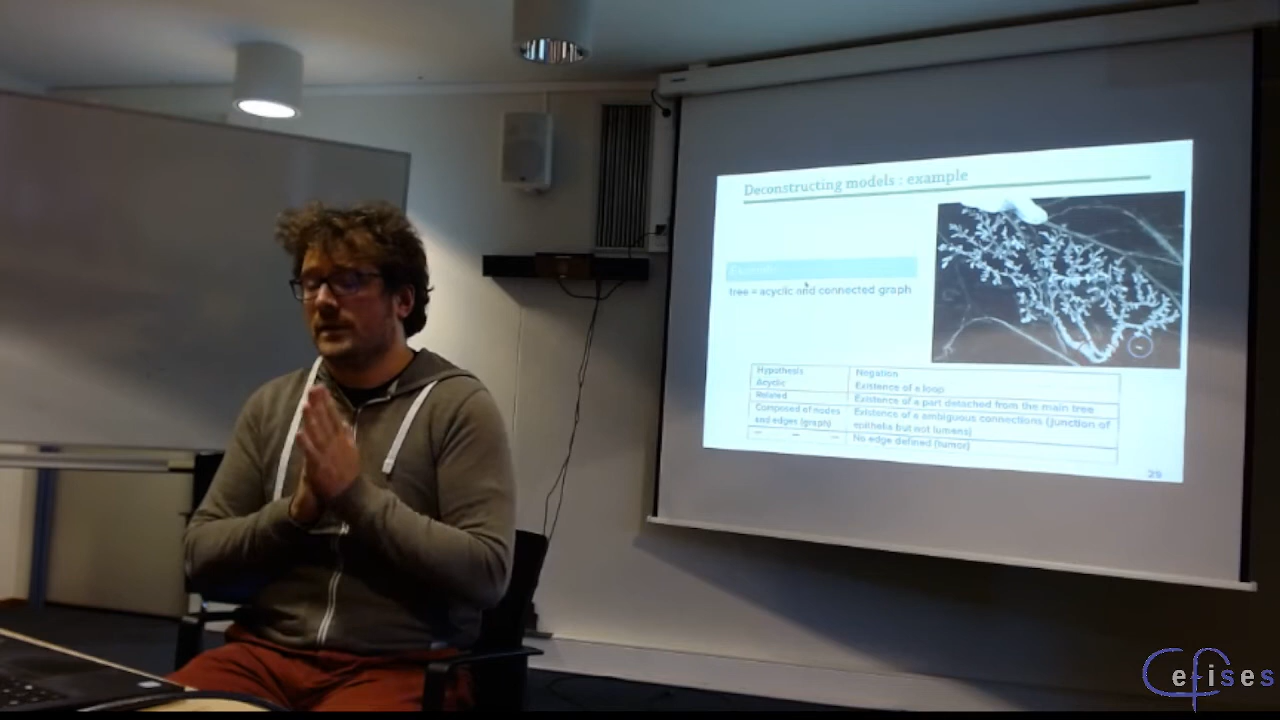 Deconstructing models : example
tree = acyclic and connected graph
Hypothesis Negation
Acyclic Existence of a loop
Related Existence of a part detached from the main tree
Composed of nodes and edges (graph) Existence of a ambiguous connections (junction of epithelia but not lumens)
— — — No edge defined (tumor)
29
Cefises